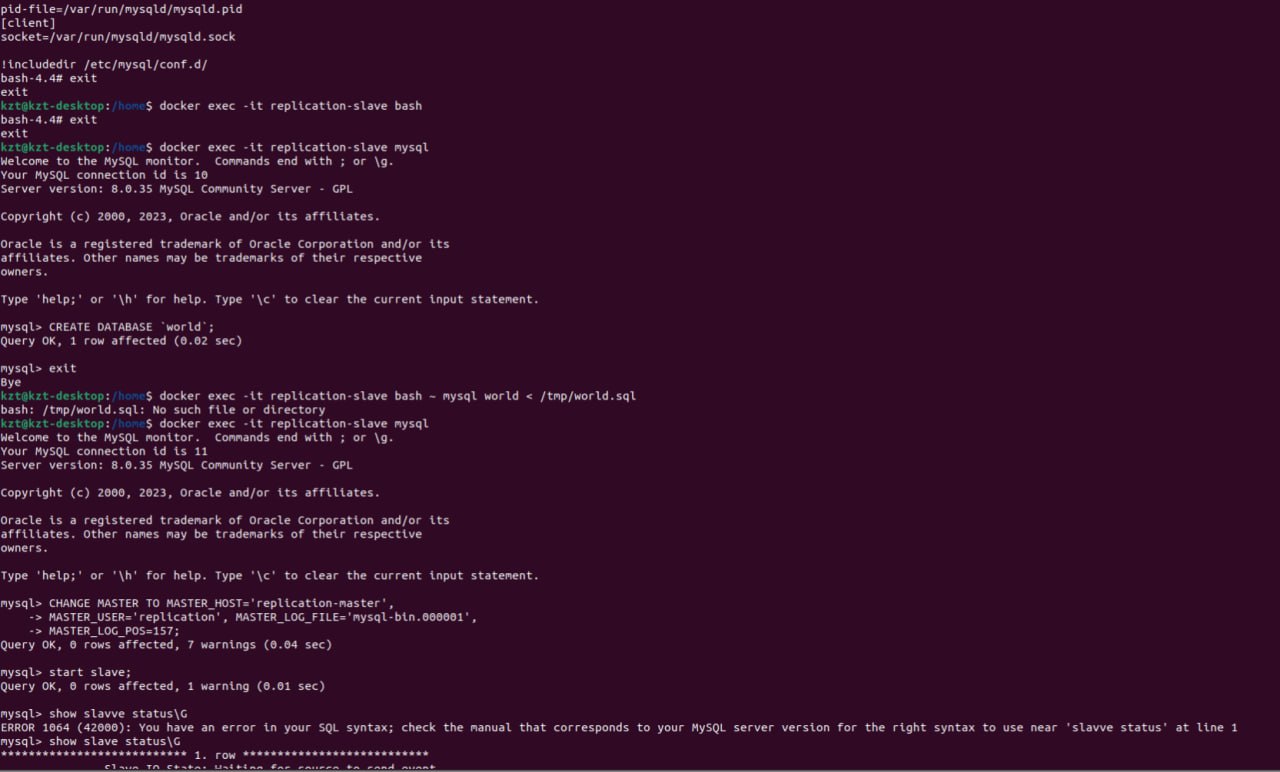 pid-file=/var/run/mysqld/mysqld.pid
[client]
socket=/var/run/mysqld/mysqld.sock
!includedir /etc/mysql/conf.d/
bash-4.4# exit
exit
kzt@kzt-desktop:/home$ docker exec -it replication-slave bash
bash-4.4# exit
exit
kzt@kzt-desktop:/home$ docker exec -it replication-slave mysql
Welcome to the MySQL monitor.  Commands end with ; or \g.
Your MySQL connection id is 10
Server version: 8.0.35 MySQL Community Server - GPL
Copyright (c) 2000, 2023, Oracle and/or its affiliates.
Oracle is a registered trademark of Oracle Corporation and/or its
affiliates. Other names may be trademarks of their respective
owners.
Type 'help;' or '\h' for help. Type '\c' to clear the current input statement.
mysql> CREATE DATABASE `world`;
Query OK, 1 row affected (0.02 sec)
mysql> exit
Bye
kzt@kzt-desktop:/home$ docker exec -it replication-slave bash ~ mysql world < /tmp/world.sql
bash: /tmp/world.sql: No such file or directory
kzt@kzt-desktop:/home$ docker exec -it replication-slave mysql
Welcome to the MySQL monitor.  Commands end with ; or \g.
Your MySQL connection id is 11
Server version: 8.0.35 MySQL Community Server - GPL
Copyright (c) 2000, 2023, Oracle and/or its affiliates.
Oracle is a registered trademark of Oracle Corporation and/or its
affiliates. Other names may be trademarks of their respective
owners.
Type 'help;' or '\h' for help. Type '\c' to clear the current input statement.
mysql> CHANGE MASTER TO MASTER_HOST='replication-master',
    -> MASTER_USER='replication', MASTER_LOG_FILE='mysql-bin.000001',
    -> MASTER_LOG_POS=157;
Query OK, 0 rows affected, 7 warnings (0.04 sec)
mysql> start slave;
Query OK, 0 rows affected, 1 warning (0.01 sec)
mysql> show slavve status\G
ERROR 1064 (42000): You have an error in your SQL syntax; check the manual that corresponds to your MySQL server version for the right syntax to use near 'slavve status' at line 1
mysql> show slave status\G
*************************** 1. row ***************************
Slave_IO_State: Waiting for source to send event